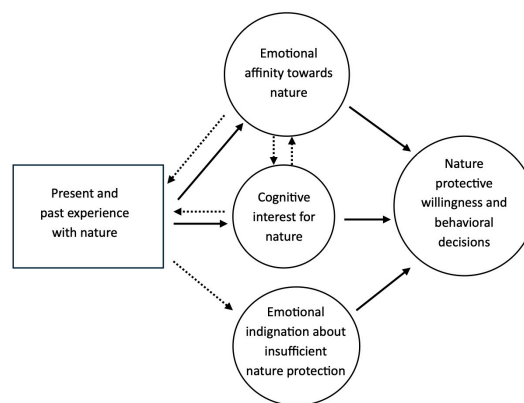 Emotional
affinity towards
nature
Present and
past experience
with nature
Cognitive
interest for
nature
Nature
protective
willingness and
behavioral
decisions
Emotional
indignation about
insufficient
nature protection